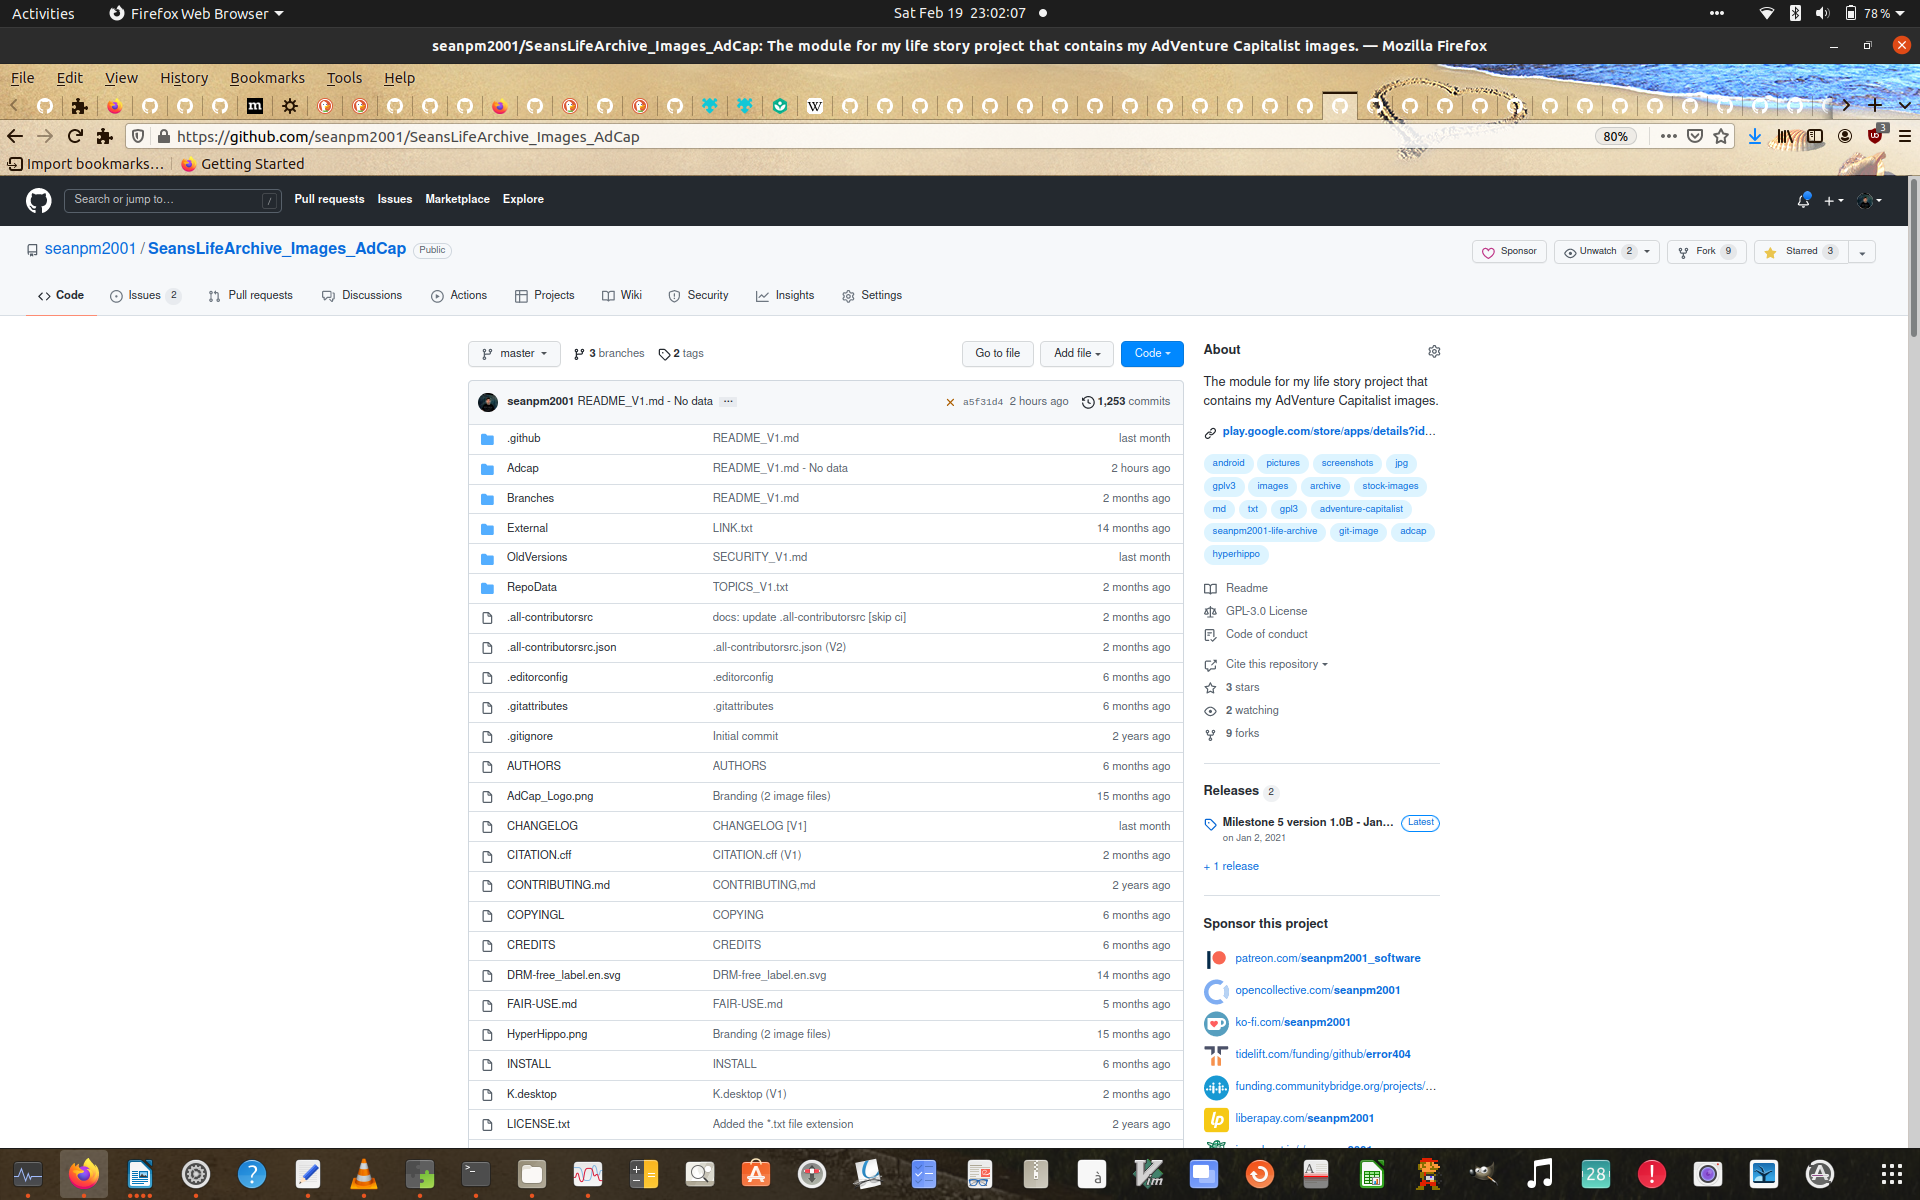 Activities Firefox Web Browser Sat Feb 19 23:02:07 78%
seanpm2001/SeansLifeArchive_Images_AdCap: The module for my life story project that contains my AdVenture Capitalist images. — Mozilla Firefox
File Edit View History Bookmarks Tools Help
https://github.com/seanpm2001/SeansLifeArchive_Images_AdCap 80% 3
Import bookmarks… Getting Started
Search or jump to… / Pull requests Issues Marketplace Explore
seanpm2001 / SeansLifeArchive_Images_AdCap Public Sponsor Unwatch 2 Fork 9 Starred 3
Code Issues 2 Pull requests Discussions Actions Projects Wiki Security Insights Settings
master 3 branches 2 tags Go to file Add file Code
seanpm2001 README_V1.md - No data ... a5f31d4 2 hours ago 1,253 commits
.github README_V1.md last month
Adcap README_V1.md - No data 2 hours ago
Branches README_V1.md 2 months ago
External LINK.txt 14 months ago
OldVersions SECURITY_V1.md last month
RepoData TOPICS_V1.txt 2 months ago
.all-contributorsrc docs: update .all-contributorsrc [skip ci] 2 months ago
.all-contributorsrc.json .all-contributorsrc.json (V2) 2 months ago
.editorconfig .editorconfig 6 months ago
.gitattributes .gitattributes 6 months ago
.gitignore Initial commit 2 years ago
AUTHORS AUTHORS 6 months ago
AdCap_Logo.png Branding (2 image files) 15 months ago
CHANGELOG CHANGELOG [V1] last month
CITATION.cff CITATION.cff (V1) 2 months ago
CONTRIBUTING.md CONTRIBUTING,md 2 years ago
COPYINGL COPYING 6 months ago
CREDITS CREDITS 6 months ago
DRM-free_label.en.svg DRM-free_label.en.svg 14 months ago
FAIR-USE.md FAIR-USE.md 5 months ago
HyperHippo.png Branding (2 image files) 15 months ago
INSTALL INSTALL 6 months ago
K.desktop K.desktop (V1) 2 months ago
LICENSE.txt Added the *.txt file extension 2 years ago
About
The module for my life story project that
contains my AdVenture Capitalist images.
play.google.com/store/apps/details?id…
android pictures screenshots jpg
gplv3 images archive stock-images
md txt gpl3 adventure-capitalist
seanpm2001-life-archive git-image adcap
hyperhippo
Readme
GPL-3.0 License
Code of conduct
Cite this repository
3 stars
2 watching
9 forks
Releases 2
Milestone 5 version 1.0B - Jan… Latest
on Jan 2, 2021
+ 1 release
Sponsor this project
patreon.com/seanpm2001_software
opencollective.com/seanpm2001
ko-fi.com/seanpm2001
tidelift.com/funding/github/error404
funding.communitybridge.org/projects/…
liberapay.com/seanpm2001
28